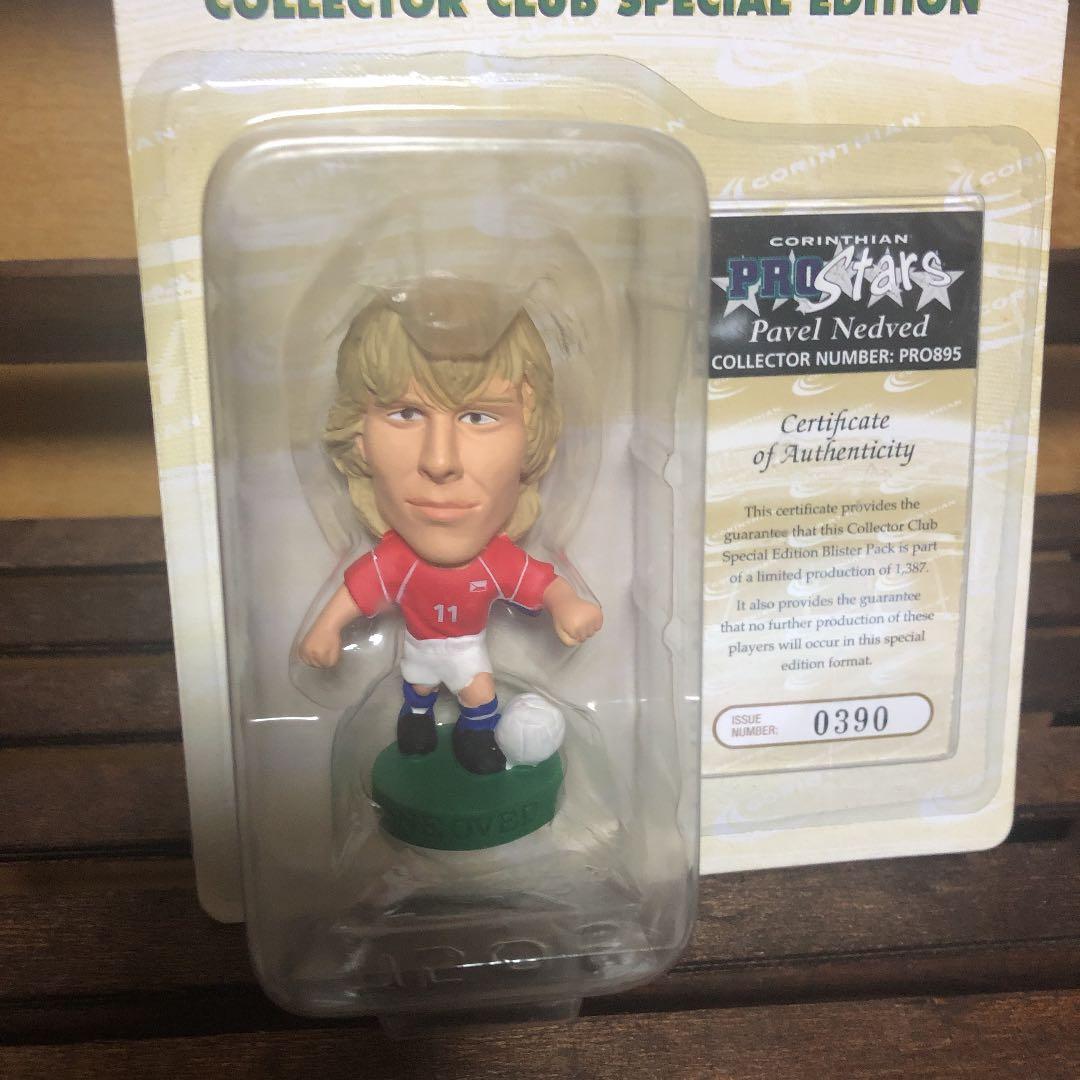 COLLECTOR CLUB SPECIAL EDITION
CORINTHIAN
PROStars
Pavel Nedved
COLLECTOR NUMBER: PRO895
Certificate
of Authenticity
This certificate provides the
guarantee that this Collector Club
Special Edition Blister Pack is part
of a limited production of 1,387.
It also provides the guarantee
that no further production of these
players will occur in this special
edition format.
ISSUE
NUMBER: 0390
11
NEDVED
CORINTHIAN
CORINTHIAN